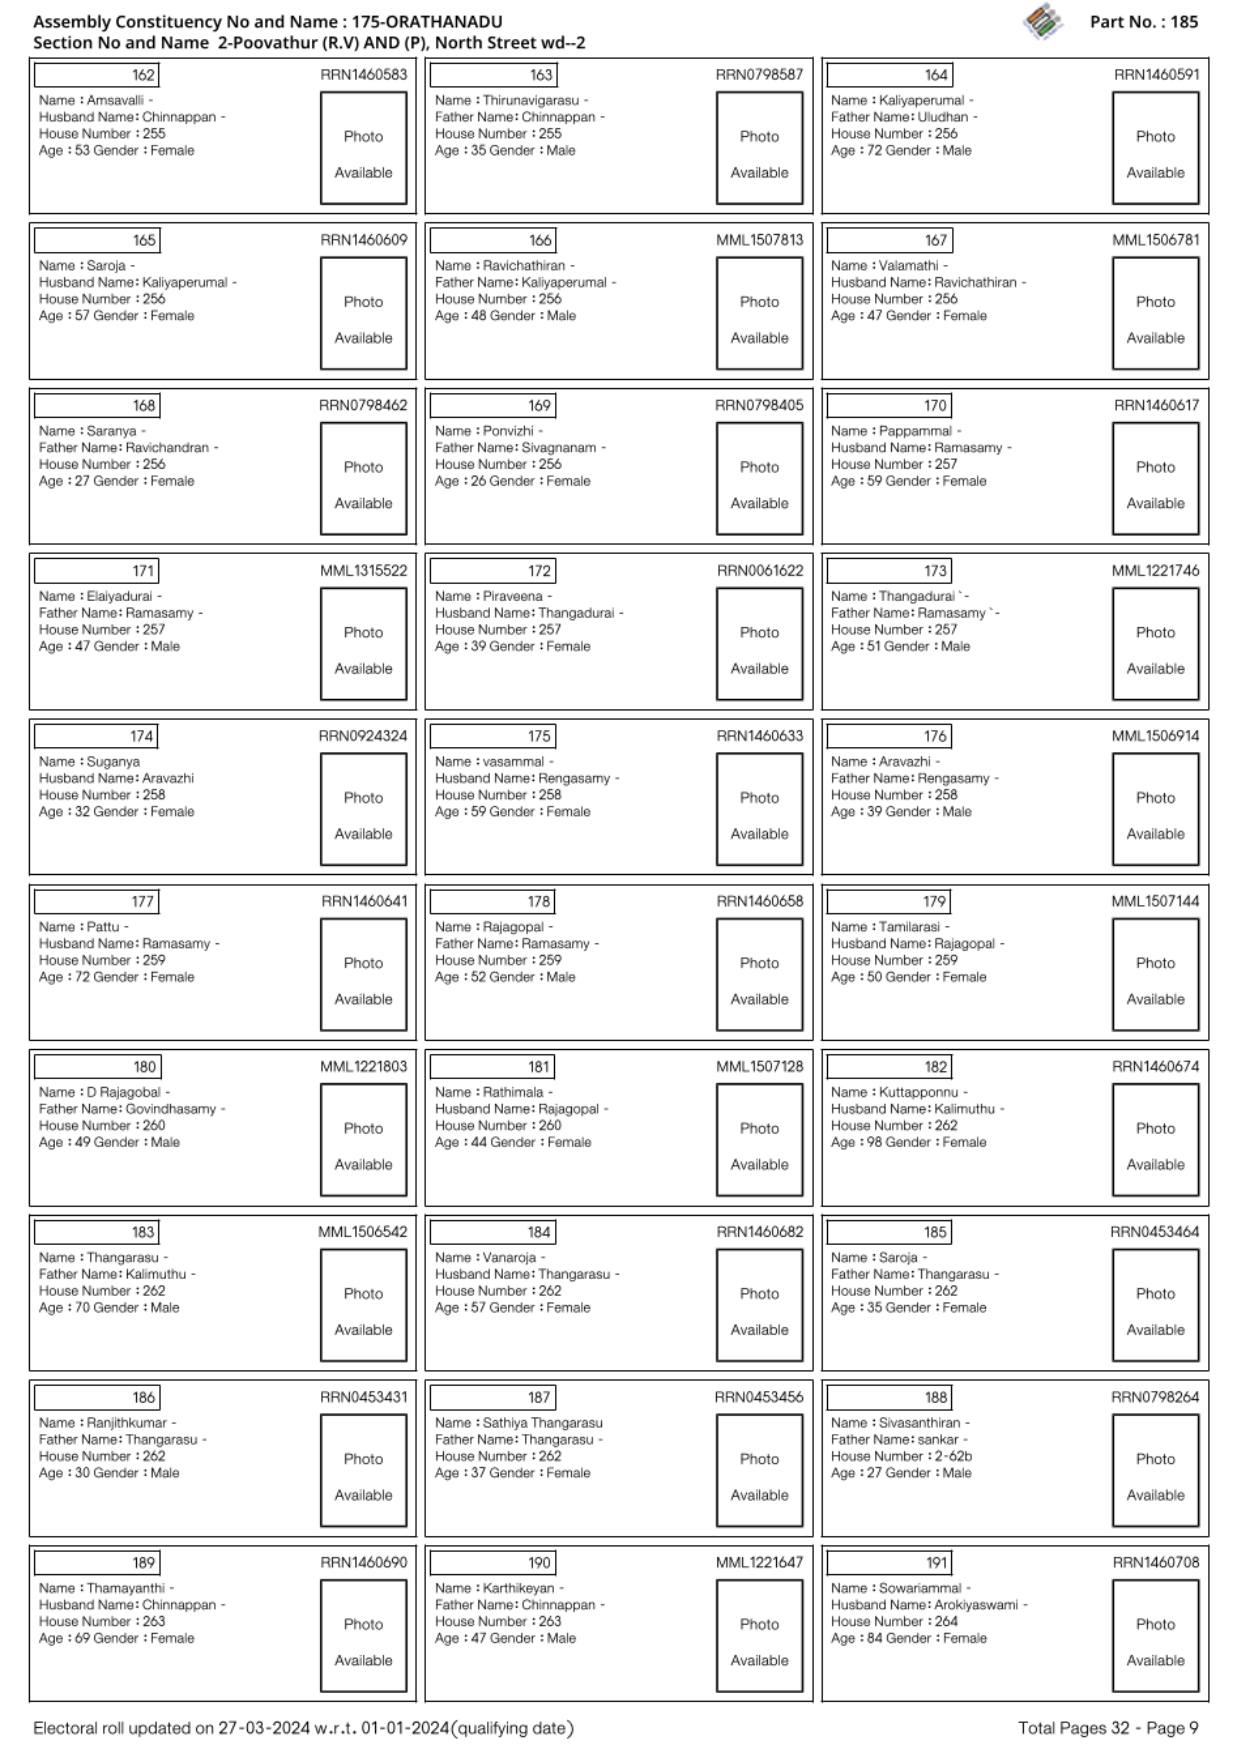 Assembly Constituency No and Name : 175-ORATHANADU
Part No. : 185
Section No and Name 2-Poovathur (R.V) AND (P), North Street wd--2
162 RRN1460583
Name : Amsavalli -
Husband Name: Chinnappan -
House Number : 255
Age : 53 Gender : Female
Photo
Available
163 RRN0798587
Name : Thirunavigarasu -
Father Name: Chinnappan -
House Number : 255
Age : 35 Gender : Male
Photo
Available
164 RRN1460591
Name : Kaliyaperumal -
Father Name: Uludhan -
House Number : 256
Age : 72 Gender : Male
Photo
Available
165 RRN1460609
Name : Saroja -
Husband Name: Kaliyaperumal -
House Number : 256
Age : 57 Gender : Female
Photo
Available
166 MML1507813
Name : Ravichathiran -
Father Name: Kaliyaperumal -
House Number : 256
Age : 48 Gender : Male
Photo
Available
167 MML1506781
Name : Valamathi -
Husband Name: Ravichathiran -
House Number : 256
Age : 47 Gender : Female
Photo
Available
168 RRN0798462
Name : Saranya -
Father Name: Ravichandran -
House Number : 256
Age : 27 Gender : Female
Photo
Available
169 RRN0798405
Name : Ponvizhi -
Father Name: Sivagnanam -
House Number : 256
Age : 26 Gender : Female
Photo
Available
170 RRN1460617
Name : Pappammal -
Husband Name: Ramasamy -
House Number : 257
Age : 59 Gender : Female
Photo
Available
171 MML1315522
Name : Elaiyadurai -
Father Name: Ramasamy -
House Number : 257
Age : 47 Gender : Male
Photo
Available
172 RRN0061622
Name : Piraveena -
Husband Name: Thangadurai -
House Number : 257
Age : 39 Gender : Female
Photo
Available
173 MML1221746
Name : Thangadurai `-
Father Name: Ramasamy `-
House Number : 257
Age : 51 Gender : Male
Photo
Available
174 RRN0924324
Name : Suganya
Husband Name: Aravazhi
House Number : 258
Age : 32 Gender : Female
Photo
Available
175 RRN1460633
Name : vasammal -
Husband Name: Rengasamy -
House Number : 258
Age : 59 Gender : Female
Photo
Available
176 MML1506914
Name : Aravazhi -
Father Name: Rengasamy -
House Number : 258
Age : 39 Gender : Male
Photo
Available
177 RRN1460641
Name : Pattu -
Husband Name: Ramasamy -
House Number : 259
Age : 72 Gender : Female
Photo
Available
178 RRN1460658
Name : Rajagopal -
Father Name: Ramasamy -
House Number : 259
Age : 52 Gender : Male
Photo
Available
179 MML1507144
Name : Tamilarasi -
Husband Name: Rajagopal -
House Number : 259
Age : 50 Gender : Female
Photo
Available
180 MML1221803
Name : D Rajagobal -
Father Name: Govindhasamy -
House Number : 260
Age : 49 Gender : Male
Photo
Available
181 MML1507128
Name : Rathimala -
Husband Name: Rajagopal -
House Number : 260
Age : 44 Gender : Female
Photo
Available
182 RRN1460674
Name : Kuttapponnu -
Husband Name: Kalimuthu -
House Number : 262
Age : 98 Gender : Female
Photo
Available
183 MML1506542
Name : Thangarasu -
Father Name: Kalimuthu -
House Number : 262
Age : 70 Gender : Male
Photo
Available
184 RRN1460682
Name : Vanaroja -
Husband Name: Thangarasu -
House Number : 262
Age : 57 Gender : Female
Photo
Available
185 RRN0453464
Name : Saroja -
Father Name: Thangarasu -
House Number : 262
Age : 35 Gender : Female
Photo
Available
186 RRN0453431
Name : Ranjithkumar -
Father Name: Thangarasu -
House Number : 262
Age : 30 Gender : Male
Photo
Available
187 RRN0453456
Name : Sathiya Thangarasu
Father Name: Thangarasu -
House Number : 262
Age : 37 Gender : Female
Photo
Available
188 RRN0798264
Name : Sivasanthiran -
Father Name: sankar -
House Number : 2-62b
Age : 27 Gender : Male
Photo
Available
189 RRN1460690
Name : Thamayanthi -
Husband Name: Chinnappan -
House Number : 263
Age : 69 Gender : Female
Photo
Available
190 MML1221647
Name : Karthikeyan -
Father Name: Chinnappan -
House Number : 263
Age : 47 Gender : Male
Photo
Available
191 RRN1460708
Name : Sowariammal -
Husband Name: Arokiyaswami -
House Number : 264
Age : 84 Gender : Female
Photo
Available
Electoral roll updated on 27-03-2024 w.r.t. 01-01-2024(qualifying date)
Total Pages 32 - Page 9